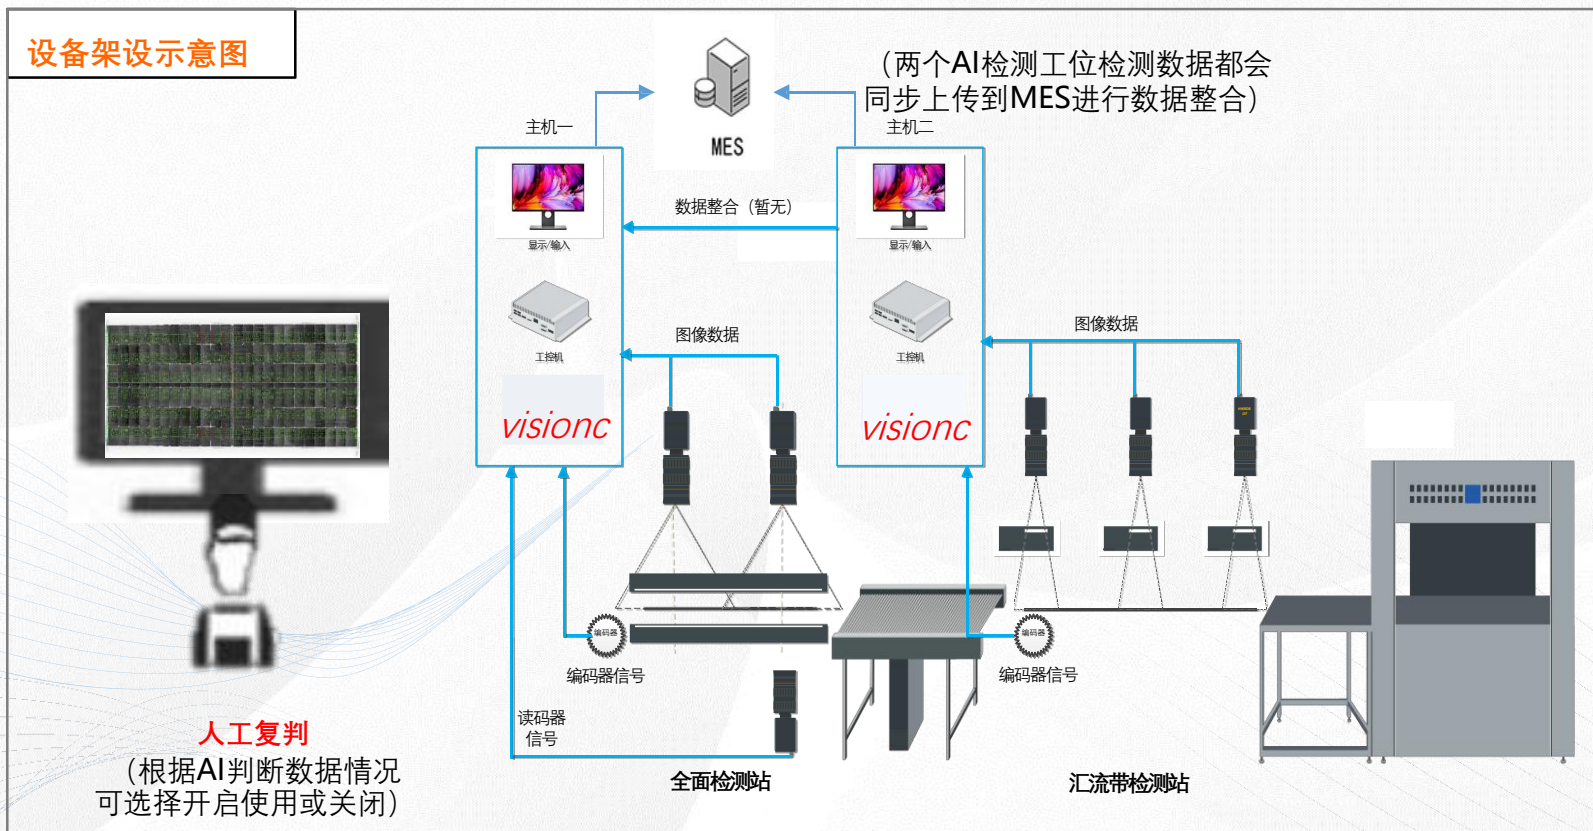 设备架设示意图
（两个AI检测工位检测数据都会
同步上传到MES进行数据整合）
MES
主机一
主机二
显示/输入
显示/输入
数据整合（暂无）
工控机
工控机
图像数据
图像数据
visionc
visionc
编码器
编码器
编码器信号
编码器信号
读码器
信号
人工复判
（根据AI判断数据情况
可选择开启使用或关闭）
全面检测站
汇流带检测站